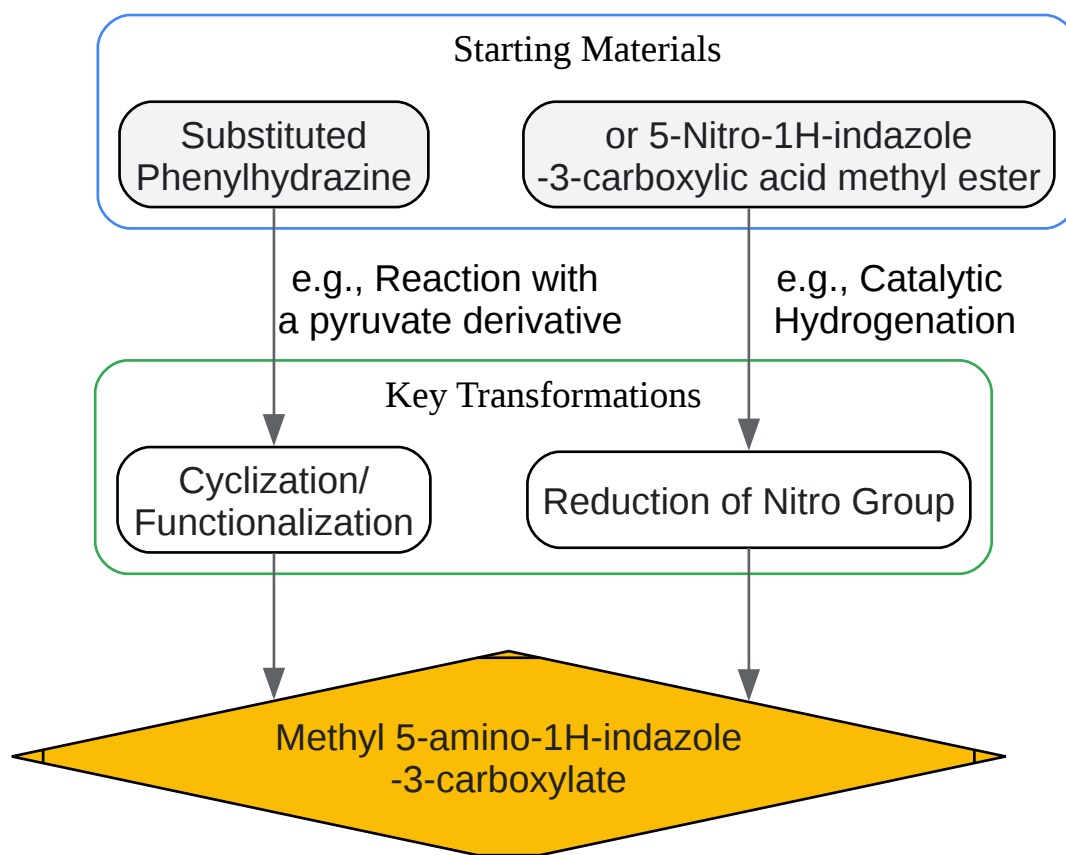 Starting Materials
Substituted
Phenylhydrazine
or 5-Nitro-1H-indazole
-3-carboxylic acid methyl ester
e.g., Reaction with
a pyruvate derivative
e.g., Catalytic
Hydrogenation
Key Transformations
Cyclization/
Functionalization
Reduction of Nitro Group
Methyl 5-amino-1H-indazole
-3-carboxylate